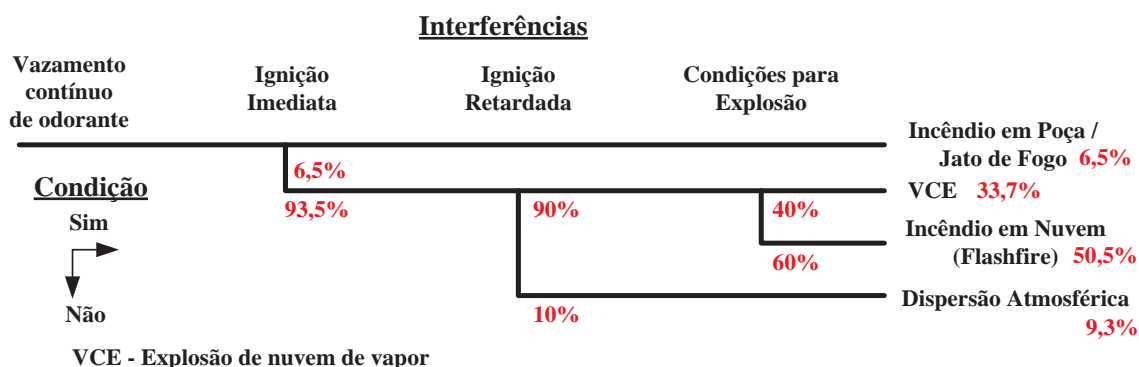 Interferências
Vazamento
contínuo
de odorante
Ignição
Imediata
Ignição
Retardada
Condições para
Explosão
Incêndio em Poça /
Jato de Fogo 6,5%
6,5%
Condição
93,5%
90%
40%
VCE 33,7%
Sim
Incêndio em Nuvem
(Flashfire) 50,5%
60%
Não
10%
Dispersão Atmosférica
9,3%
VCE - Explosão de nuvem de vapor